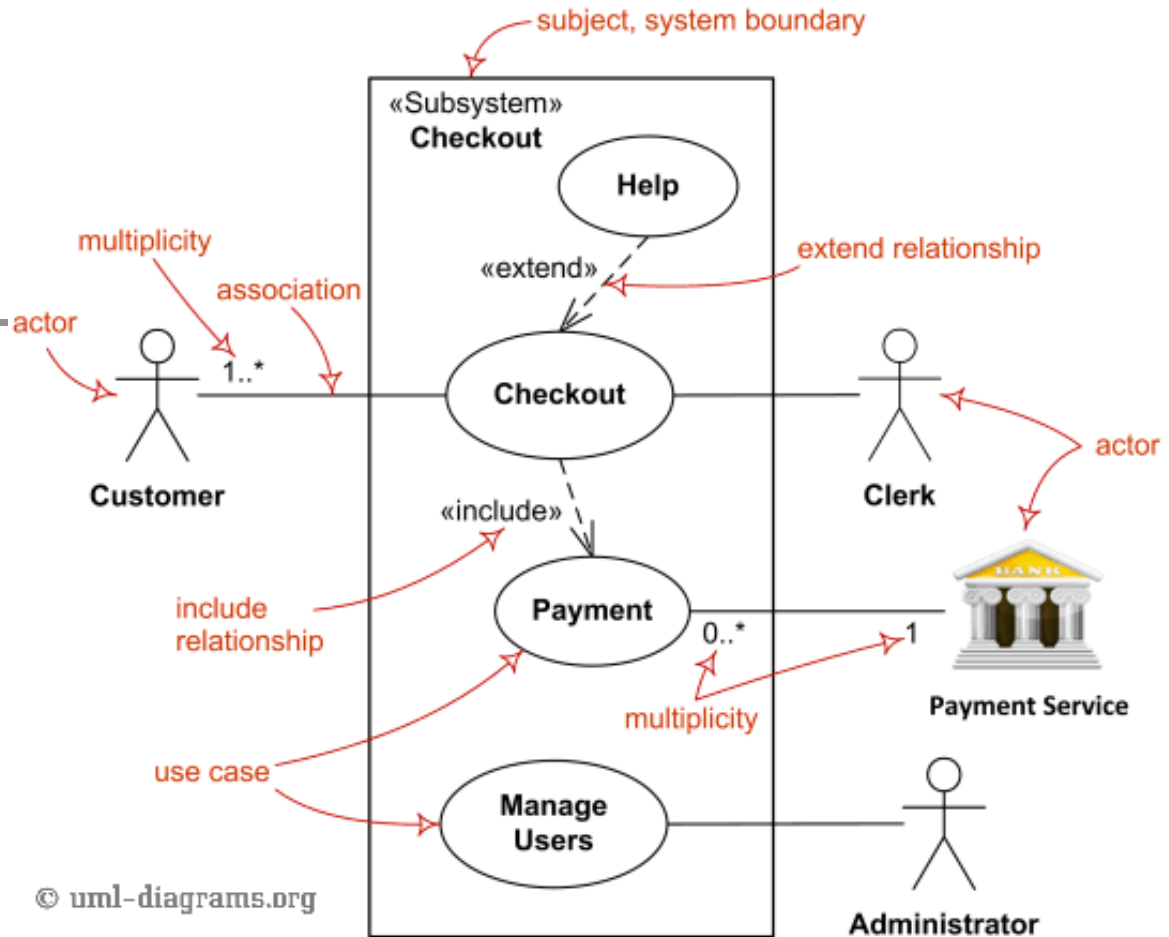 subject, system boundary
«Subsystem»
Checkout
Help
multiplicity
extend relationship
«extend»
association
actor
1..*
Checkout
actor
Customer
Clerk
«include»
BANK
include
relationship
Payment
0..*
1
multiplicity
Payment Service
use case
Manage
Users
© uml-diagrams.org
Administrator